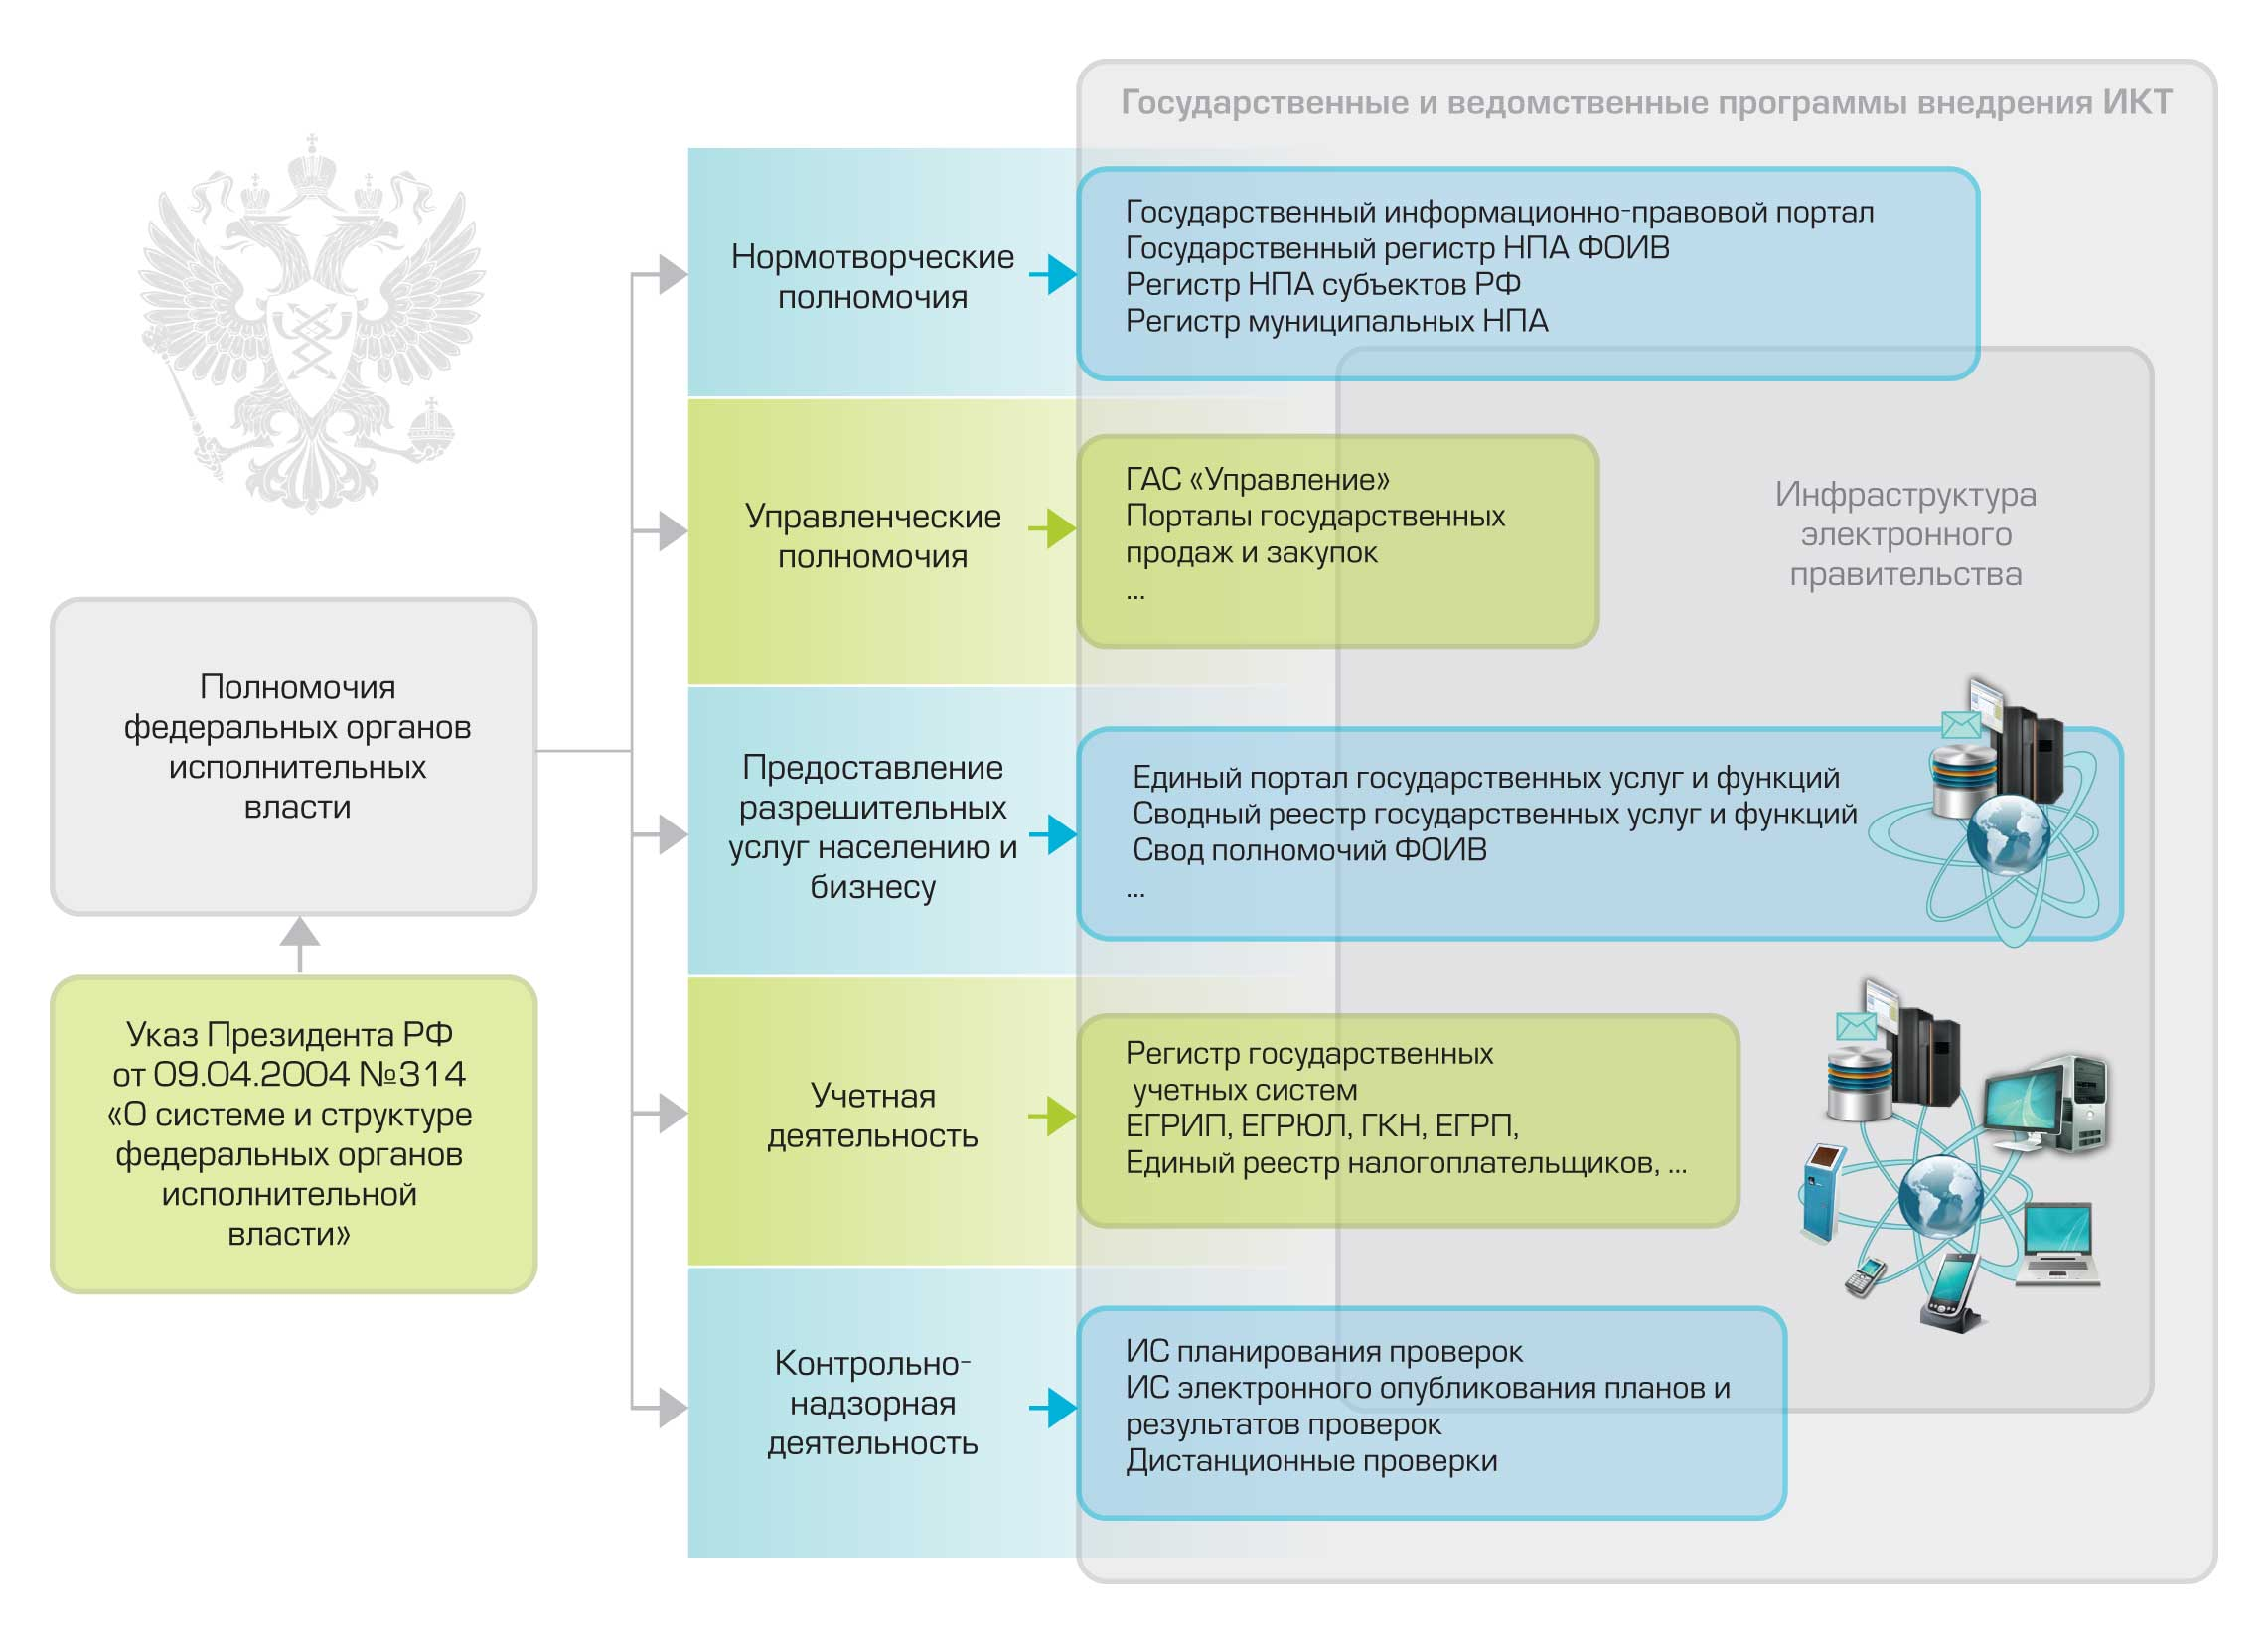 Государственные и ведомственные программы внедрения ИКТ
Нормотворческие
полномочия
Государственный информационно-правовой портал
Государственный регистр НПА ФОИВ
Регистр НПА субъектов РФ
Регистр муниципальных НПА
Управленческие
полномочия
ГАС «Управление»
Порталы государственных
продаж и закупок
...
Инфраструктура
электронного
правительства
Полномочия
федеральных органов
исполнительных
власти
Указ Президента РФ
от 09.04.2004 №314
«О системе и структуре
федеральных органов
исполнительной
власти»
Предоставление
разрешительных
услуг населению и
бизнесу
Единый портал государственных услуг и функций
Сводный реестр государственных услуг и функций
Свод полномочий ФОИВ
...
Учетная
деятельность
Регистр государственных
учетных систем
ЕГРИП, ЕГРЮЛ, ГКН, ЕГРП,
Единый реестр налогоплательщиков, ...
Контрольно-
надзорная
деятельность
ИС планирования проверок
ИС электронного опубликования планов и
результатов проверок
Дистанционные проверки